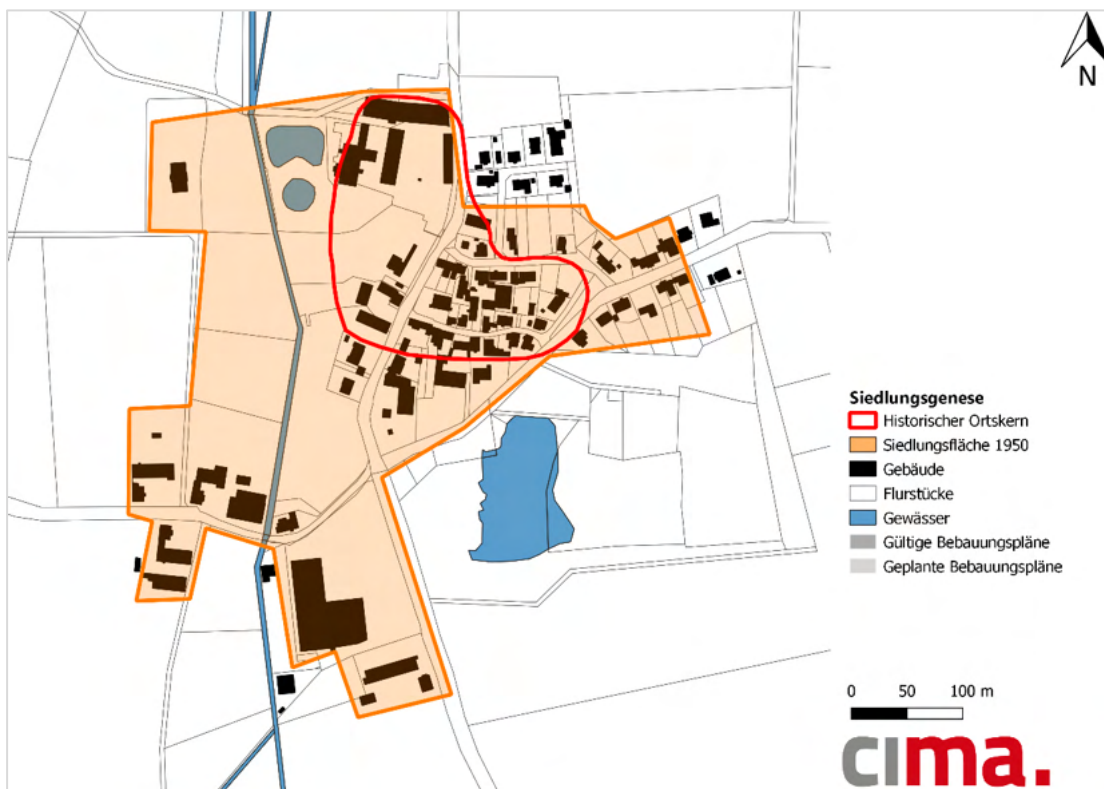 N
Siedlungsgenese
Historischer Ortskern
Siedlungsfläche 1950
Gebäude
Flurstücke
Gewässer
Gültige Bebauungspläne
Geplante Bebauungspläne
0 50 100 m
cima.